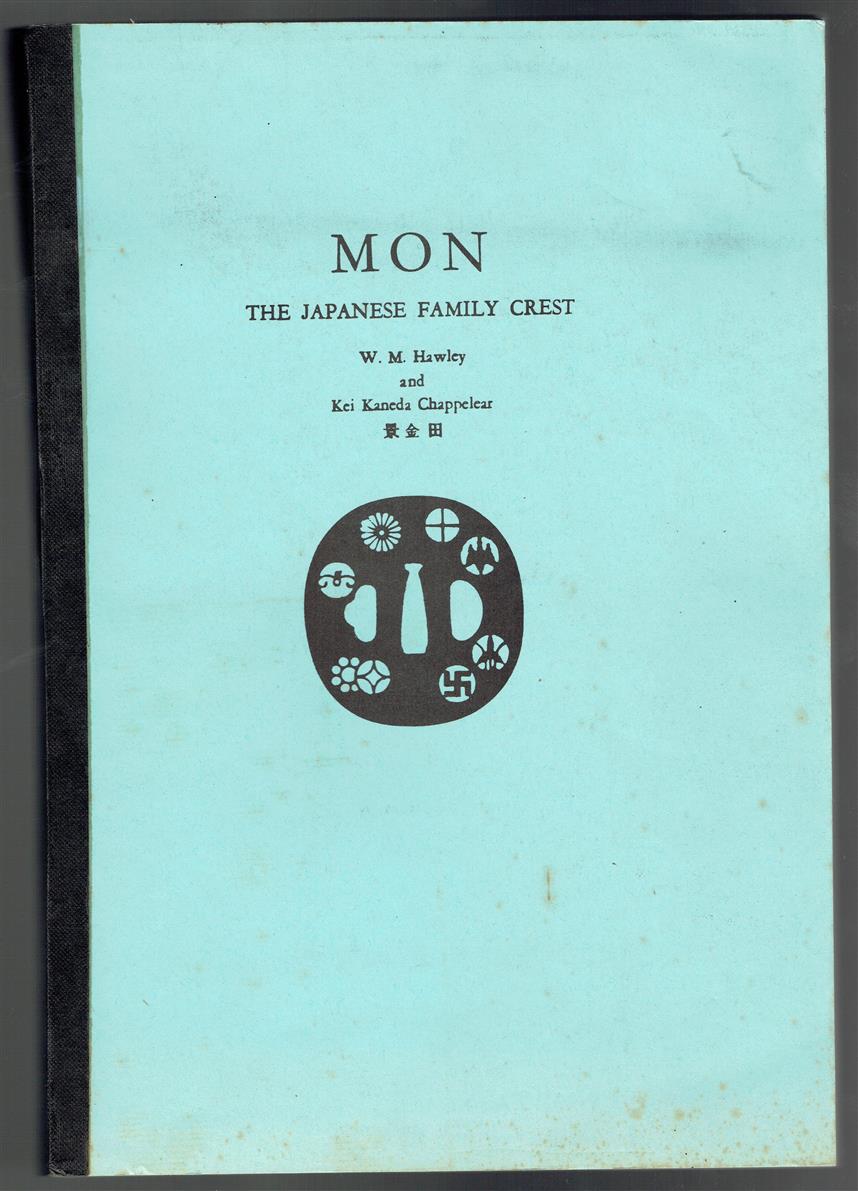 MON
THE JAPANESE FAMILY CREST
W. M. Hawley
and
Kei Kaneda Chappelear
景金田